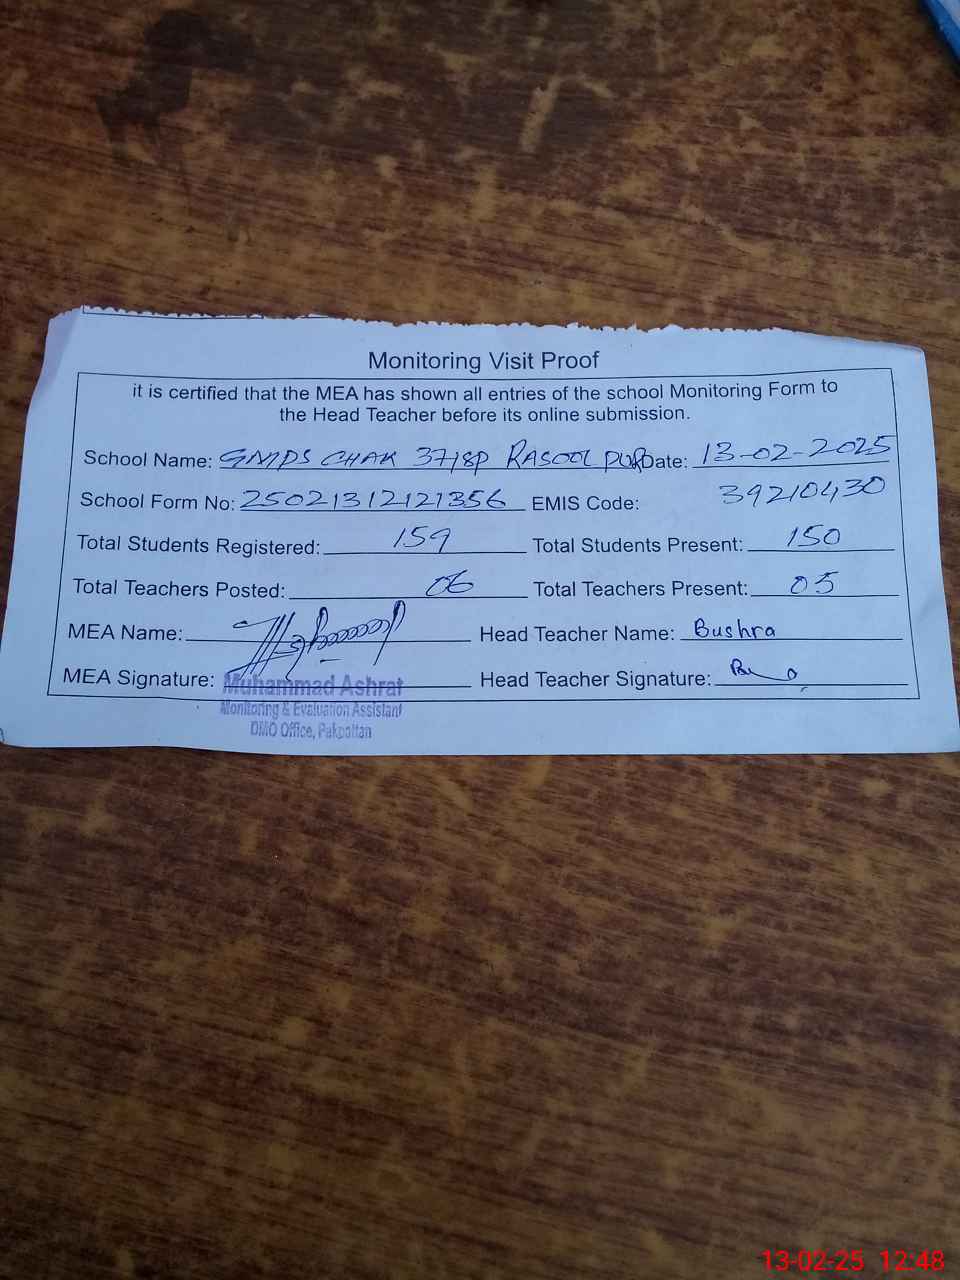 Monitoring Visit Proof
it is certified that the MEA has shown all entries of the school Monitoring Form to
the Head Teacher before its online submission.
School Name: GMPS CHAK 37/SP RASOOL PUR Date: 13-02-2025
School Form No: 25021312121356 EMIS Code: 39210430
Total Students Registered: 159 Total Students Present: 150
Total Teachers Posted: 06 Total Teachers Present: 05
MEA Name: Head Teacher Name: Bushra
MEA Signature: Head Teacher Signature:
Muhammad Ashraf
Monitoring & Evaluation Assistant
DMO Office, Pakpattan
13-02-25 12:48